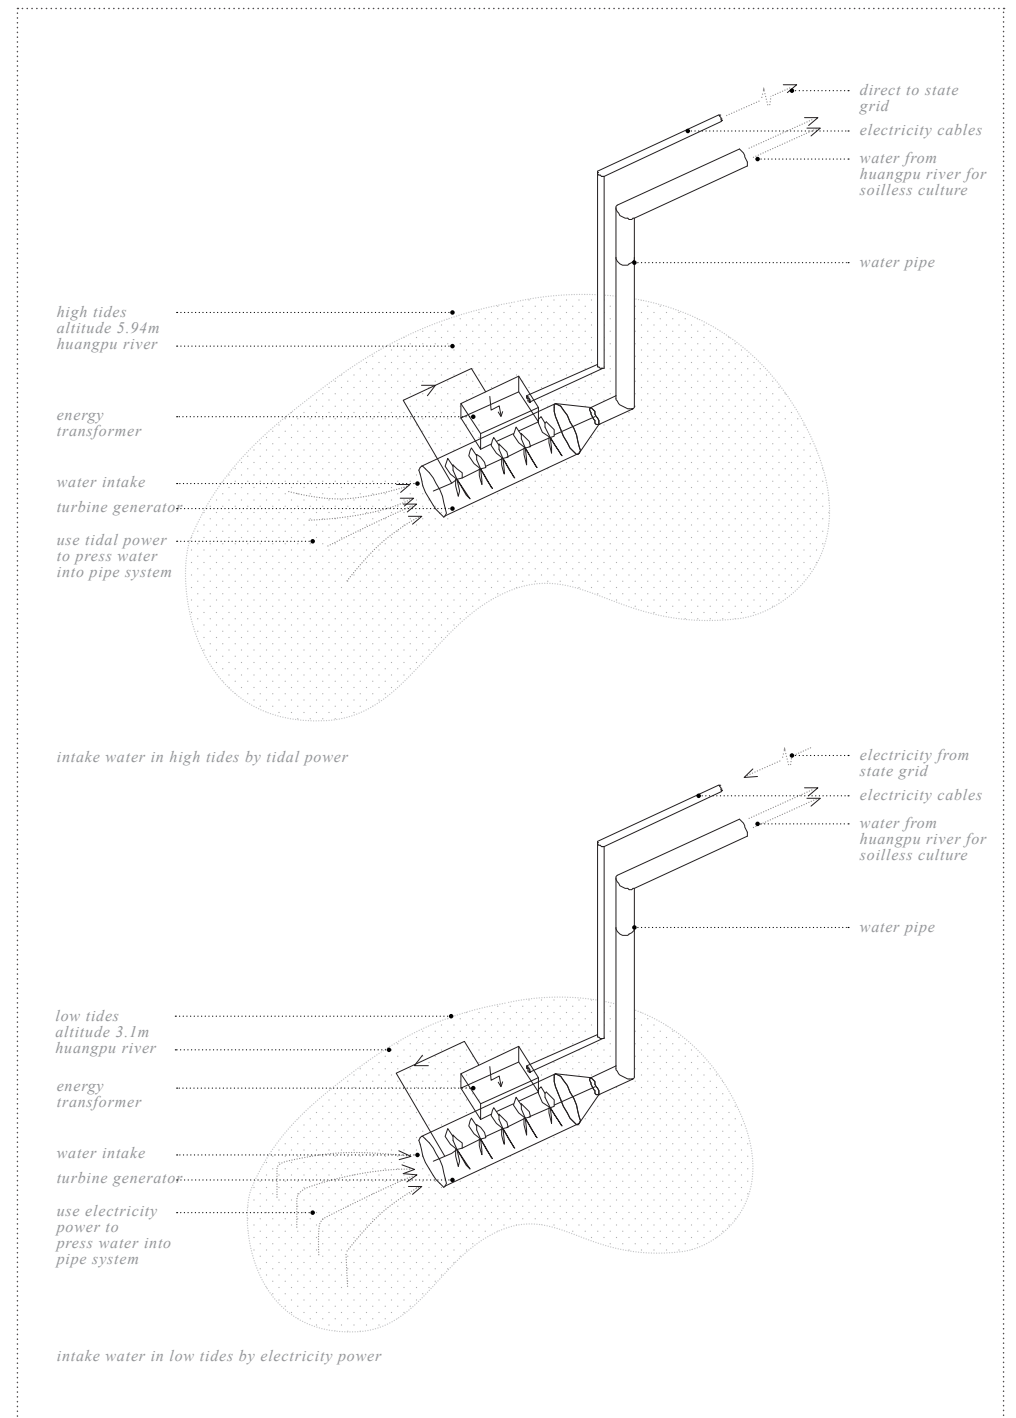 direct to state
grid
electricity cables
water from
huangpu river for
soilless culture
water pipe
high tides
altitude 5.94m
huangpu river
energy
transformer
water intake
turbine generator
use tidal power
to press water
into pipe system
intake water in high tides by tidal power
electricity from
state grid
electricity cables
water from
huangpu river for
soilless culture
water pipe
low tides
altitude 3.1m
huangpu river
energy
transformer
water intake
turbine generator
use electricity
power to
press water into
pipe system
intake water in low tides by electricity power